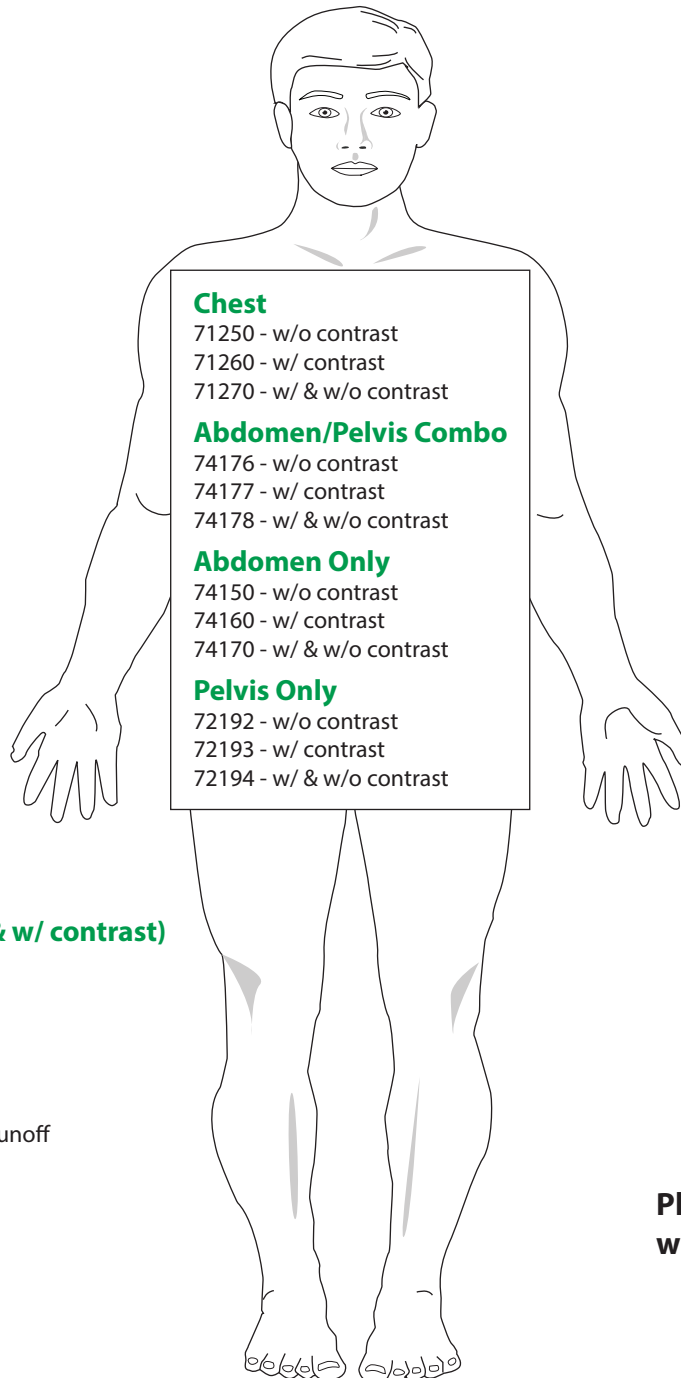 Chest
71250 - w/o contrast
71260 - w/ contrast
71270 - w/ & w/o contrast
Abdomen/Pelvis Combo
74176 - w/o contrast
74177 - w/ contrast
74178 - w/ & w/o contrast
Abdomen Only
74150 - w/o contrast
74160 - w/ contrast
74170 - w/ & w/o contrast
Pelvis Only
72192 - w/o contrast
72193 - w/ contrast
72194 - w/ & w/o contrast
& w/ contrast)
unoff